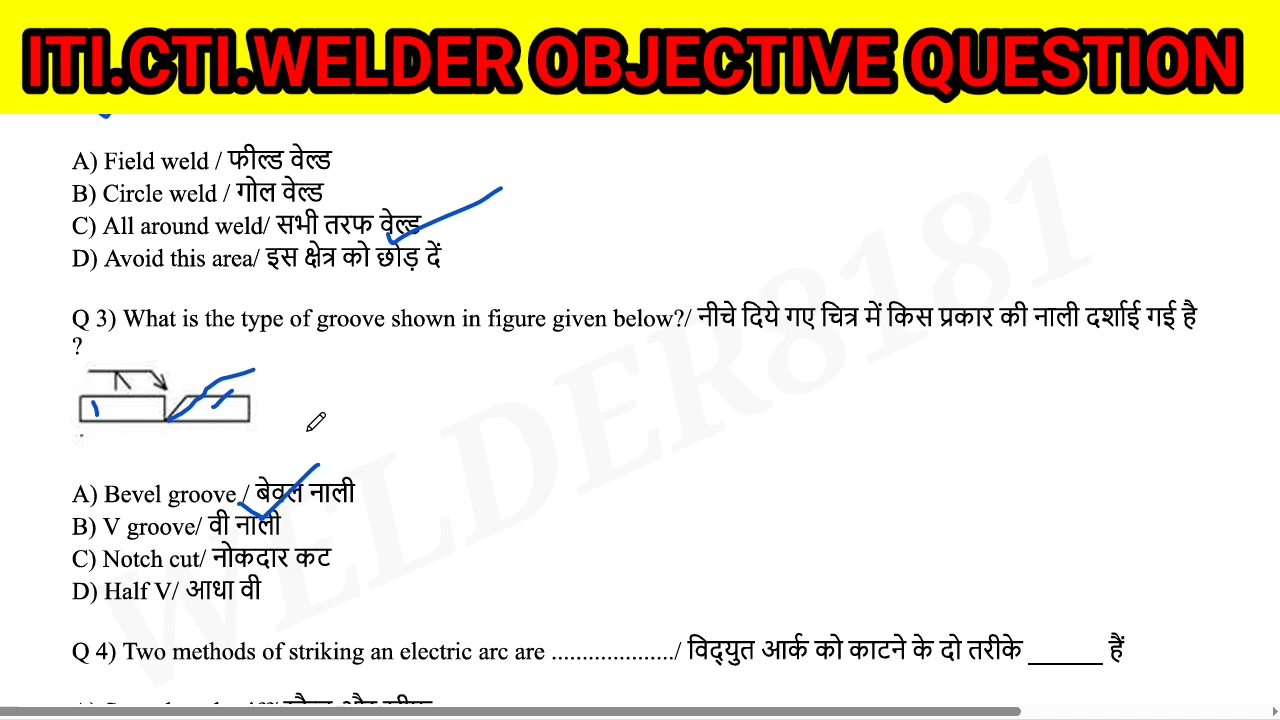 ITI.CTI.WELDER OBJECTIVE QUESTION
A) Field weld / फील्ड वेल्ड
B) Circle weld / गोल वेल्ड
C) All around weld/ सभी तरफ वेल्ड
D) Avoid this area/ इस क्षेत्र को छोड़ दें
Q 3) What is the type of groove shown in figure given below?/ नीचे दिये गए चित्र में किस प्रकार की नाली दर्शाई गई है
?
A) Bevel groove / बेवल नाली
B) V groove/ वी नाली
C) Notch cut/ नोकदार कट
D) Half V/ आधा वी
Q 4) Two methods of striking an electric arc are ..................../ विद्युत आर्क को काटने के दो तरीके ______ हैं
WELDER8181